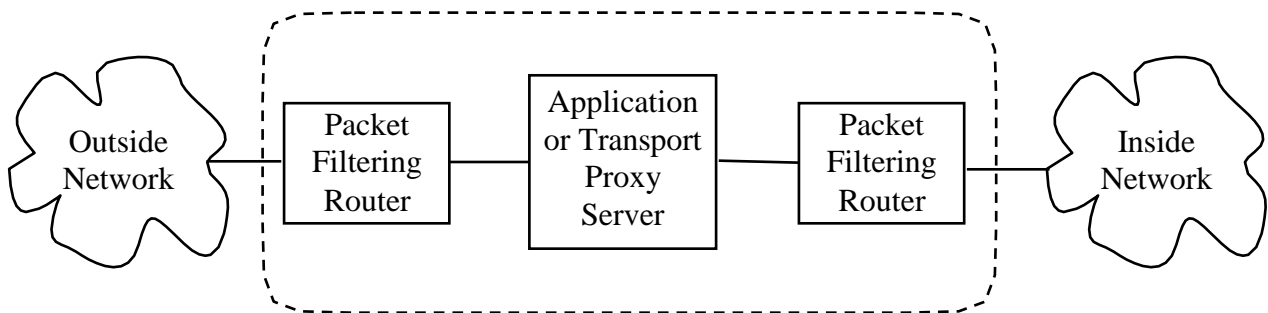 Outside
Network
Packet
Filtering
Router
Application
or Transport
Proxy
Server
Packet
Filtering
Router
Inside
Network